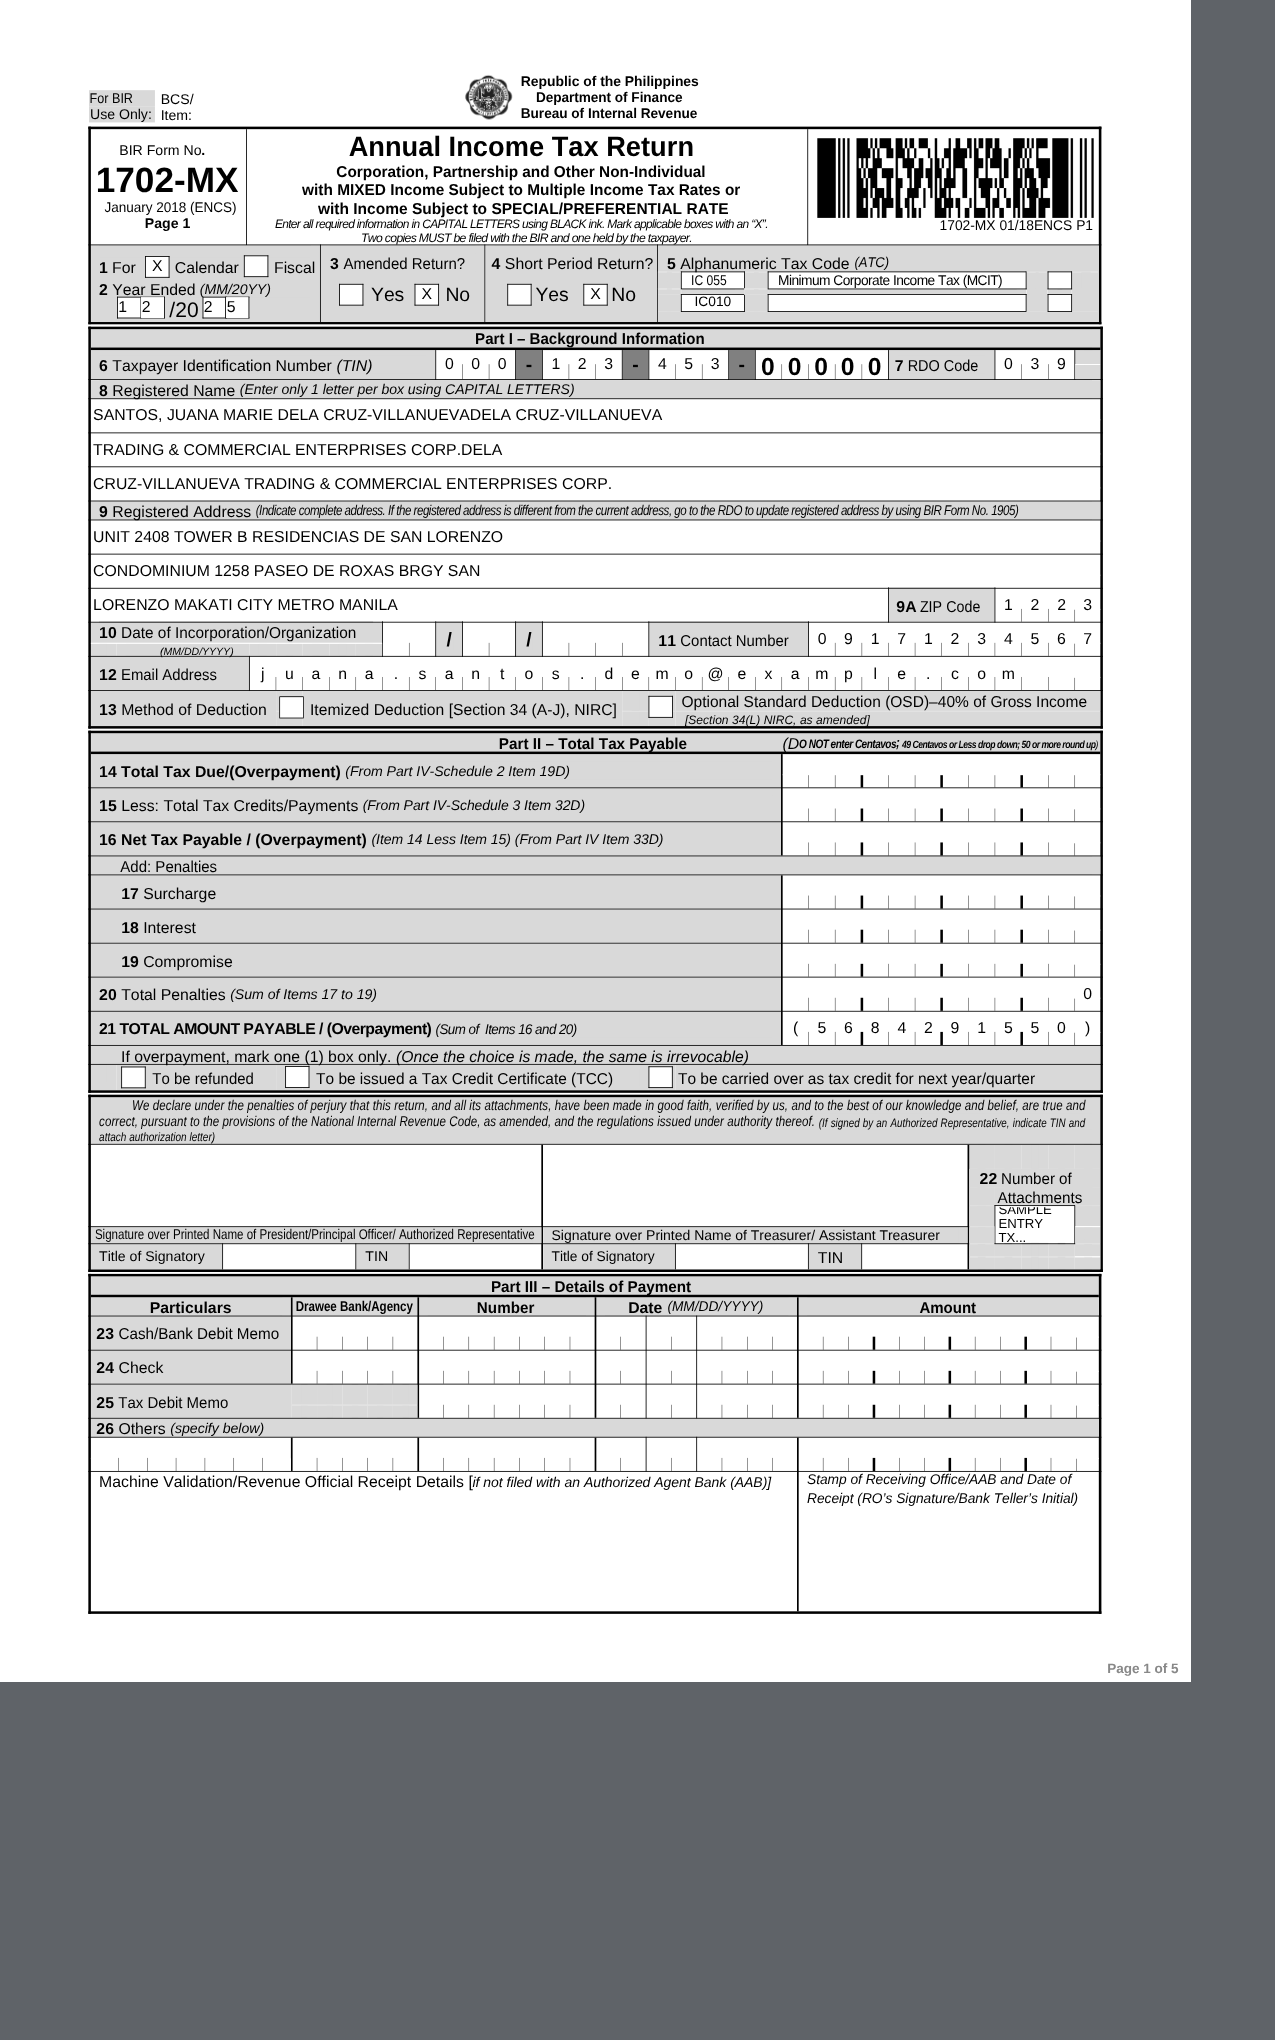 Republic of the Philippines
For BIR Use Only:
BCS/ Item:
Department of Finance
Bureau of Internal Revenue
BIR Form No.
1702-MX
January 2018 (ENCS)
Page 1
Annual Income Tax Return
Corporation, Partnership and Other Non-Individual
with MIXED Income Subject to Multiple Income Tax Rates or
with Income Subject to SPECIAL/PREFERENTIAL RATE
Enter all required information in CAPITAL LETTERS using BLACK ink. Mark applicable boxes with an “X”.
Two copies MUST be filed with the BIR and one held by the taxpayer.
1702-MX 01/18ENCS P1
1 For X Calendar Fiscal
2 Year Ended (MM/20YY)
1 2 /20 2 5
3 Amended Return?
Yes X No
4 Short Period Return?
Yes X No
5 Alphanumeric Tax Code (ATC)
IC 055 Minimum Corporate Income Tax (MCIT)
IC010
Part I – Background Information
6 Taxpayer Identification Number (TIN) 0 0 0 - 1 2 3 - 4 5 3 - 0 0 0 0 0 7 RDO Code 0 3 9
8 Registered Name (Enter only 1 letter per box using CAPITAL LETTERS)
SANTOS, JUANA MARIE DELA CRUZ-VILLANUEVADELA CRUZ-VILLANUEVA
TRADING & COMMERCIAL ENTERPRISES CORP.DELA
CRUZ-VILLANUEVA TRADING & COMMERCIAL ENTERPRISES CORP.
9 Registered Address (Indicate complete address. If the registered address is different from the current address, go to the RDO to update registered address by using BIR Form No. 1905)
UNIT 2408 TOWER B RESIDENCIAS DE SAN LORENZO
CONDOMINIUM 1258 PASEO DE ROXAS BRGY SAN
LORENZO MAKATI CITY METRO MANILA 9A ZIP Code 1 2 2 3
10 Date of Incorporation/Organization (MM/DD/YYYY) / / 11 Contact Number 0 9 1 7 1 2 3 4 5 6 7
12 Email Address j u a n a . s a n t o s . d e m o @ e x a m p l e . c o m
13 Method of Deduction Itemized Deduction [Section 34 (A-J), NIRC] Optional Standard Deduction (OSD)–40% of Gross Income
[Section 34(L) NIRC, as amended]
Part II – Total Tax Payable (DO NOT enter Centavos; 49 Centavos or Less drop down; 50 or more round up)
14 Total Tax Due/(Overpayment) (From Part IV-Schedule 2 Item 19D)
15 Less: Total Tax Credits/Payments (From Part IV-Schedule 3 Item 32D)
16 Net Tax Payable / (Overpayment) (Item 14 Less Item 15) (From Part IV Item 33D)
Add: Penalties
17 Surcharge
18 Interest
19 Compromise
20 Total Penalties (Sum of Items 17 to 19) 0
21 TOTAL AMOUNT PAYABLE / (Overpayment) (Sum of Items 16 and 20) ( 5 6 8 4 2 9 1 5 5 0 )
If overpayment, mark one (1) box only. (Once the choice is made, the same is irrevocable)
To be refunded To be issued a Tax Credit Certificate (TCC) To be carried over as tax credit for next year/quarter
We declare under the penalties of perjury that this return, and all its attachments, have been made in good faith, verified by us, and to the best of our knowledge and belief, are true and
correct, pursuant to the provisions of the National Internal Revenue Code, as amended, and the regulations issued under authority thereof. (If signed by an Authorized Representative, indicate TIN and
attach authorization letter)
22 Number of
Attachments
SAMPLE
ENTRY
TX...
Signature over Printed Name of President/Principal Officer/ Authorized Representative Signature over Printed Name of Treasurer/ Assistant Treasurer
Title of Signatory TIN Title of Signatory TIN
Part III – Details of Payment
Particulars Drawee Bank/Agency Number Date (MM/DD/YYYY) Amount
23 Cash/Bank Debit Memo
24 Check
25 Tax Debit Memo
26 Others (specify below)
Machine Validation/Revenue Official Receipt Details [if not filed with an Authorized Agent Bank (AAB)]
Stamp of Receiving Office/AAB and Date of
Receipt (RO’s Signature/Bank Teller’s Initial)
Page 1 of 5